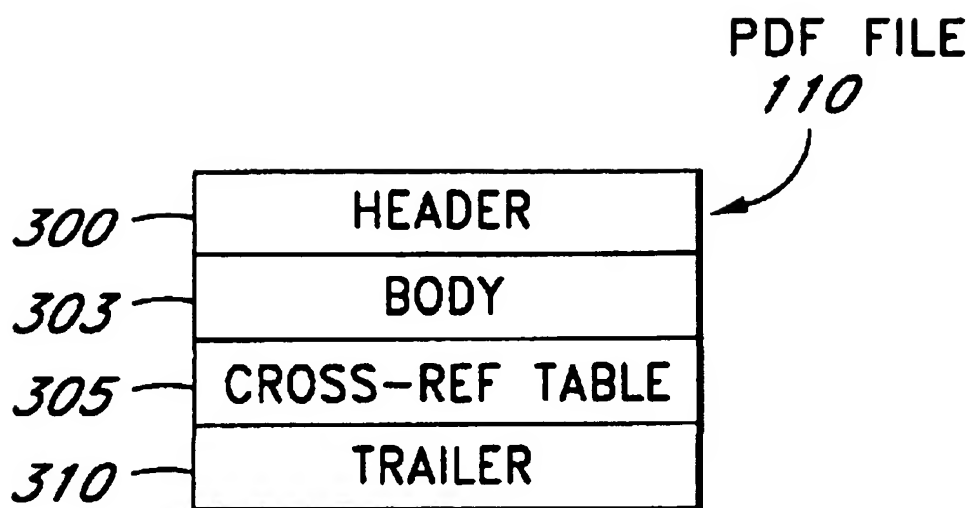 PDF FILE
110
300 HEADER
303 BODY
305 CROSS-REF TABLE
310 TRAILER